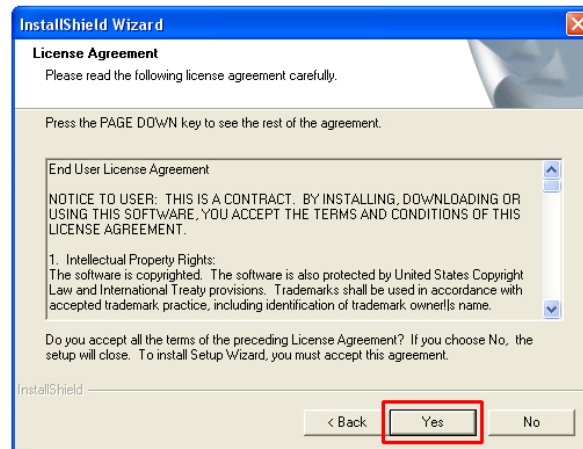 InstallShield Wizard
License Agreement
Please read the following license agreement carefully.
Press the PAGE DOWN key to see the rest of the agreement.
End User License Agreement
NOTICE TO USER: THIS IS A CONTRACT. BY INSTALLING, DOWNLOADING OR
USING THIS SOFTWARE, YOU ACCEPT THE TERMS AND CONDITIONS OF THIS
LICENSE AGREEMENT.
1. Intellectual Property Rights:
The software is copyrighted. The software is also protected by United States Copyright
Law and International Treaty provisions. Trademarks shall be used in accordance with
accepted trademark practice, including identification of trademark owner!|s name.
Do you accept all the terms of the preceding License Agreement? If you choose No, the
setup will close. To install Setup Wizard, you must accept this agreement.
InstallShield
< Back
Yes
No